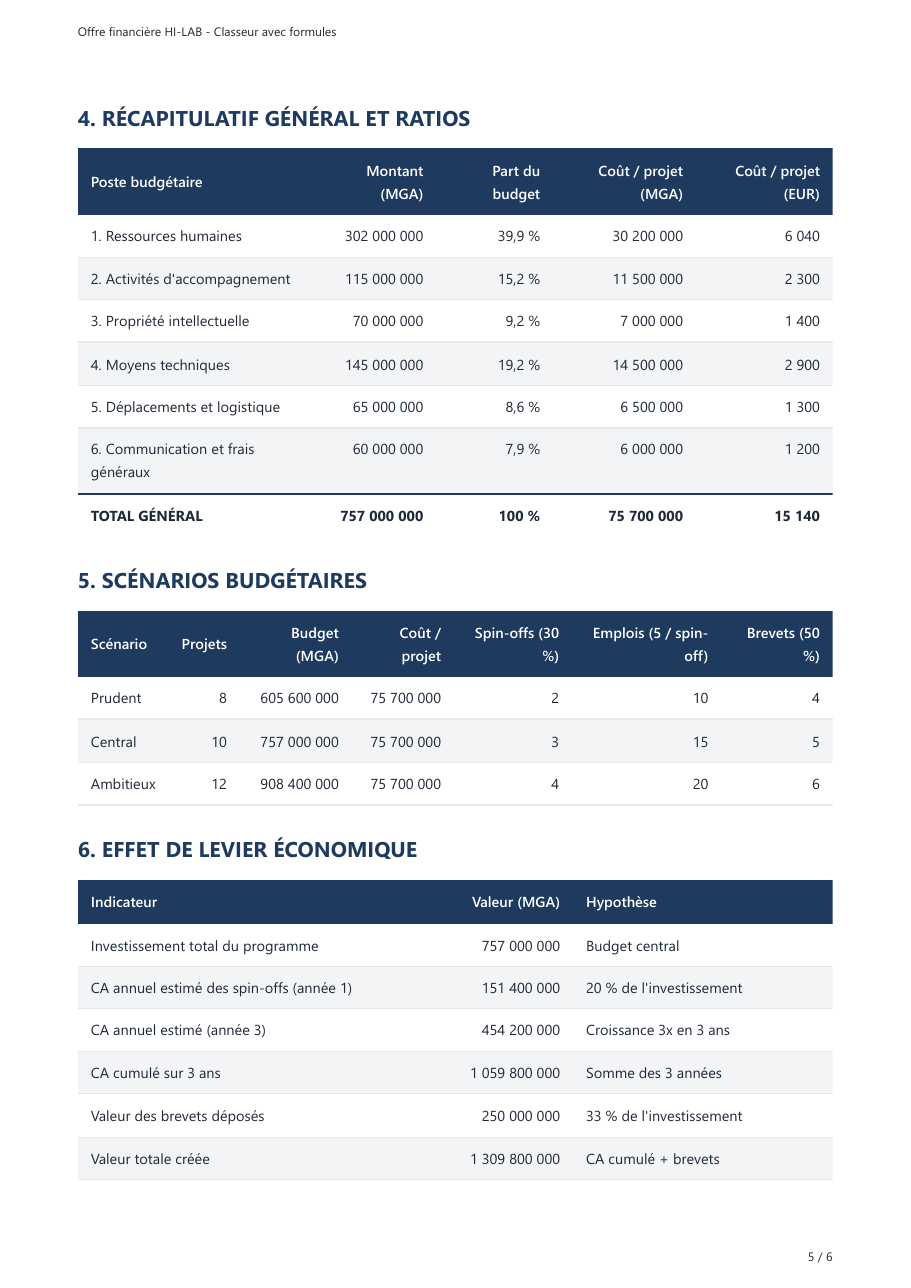 Offre financière HI-LAB - Classeur avec formules
4. RÉCAPITULATIF GÉNÉRAL ET RATIOS
Poste budgétaire Montant (MGA) Part du budget Coût / projet (MGA) Coût / projet (EUR)
1. Ressources humaines 302 000 000 39,9 % 30 200 000 6 040
2. Activités d'accompagnement 115 000 000 15,2 % 11 500 000 2 300
3. Propriété intellectuelle 70 000 000 9,2 % 7 000 000 1 400
4. Moyens techniques 145 000 000 19,2 % 14 500 000 2 900
5. Déplacements et logistique 65 000 000 8,6 % 6 500 000 1 300
6. Communication et frais généraux 60 000 000 7,9 % 6 000 000 1 200
TOTAL GÉNÉRAL 757 000 000 100 % 75 700 000 15 140
5. SCÉNARIOS BUDGÉTAIRES
Scénario Projets Budget (MGA) Coût / projet Spin-offs (30 %) Emplois (5 / spin-off) Brevets (50 %)
Prudent 8 605 600 000 75 700 000 2 10 4
Central 10 757 000 000 75 700 000 3 15 5
Ambitieux 12 908 400 000 75 700 000 4 20 6
6. EFFET DE LEVIER ÉCONOMIQUE
Indicateur Valeur (MGA) Hypothèse
Investissement total du programme 757 000 000 Budget central
CA annuel estimé des spin-offs (année 1) 151 400 000 20 % de l'investissement
CA annuel estimé (année 3) 454 200 000 Croissance 3x en 3 ans
CA cumulé sur 3 ans 1 059 800 000 Somme des 3 années
Valeur des brevets déposés 250 000 000 33 % de l'investissement
Valeur totale créée 1 309 800 000 CA cumulé + brevets
5 / 6